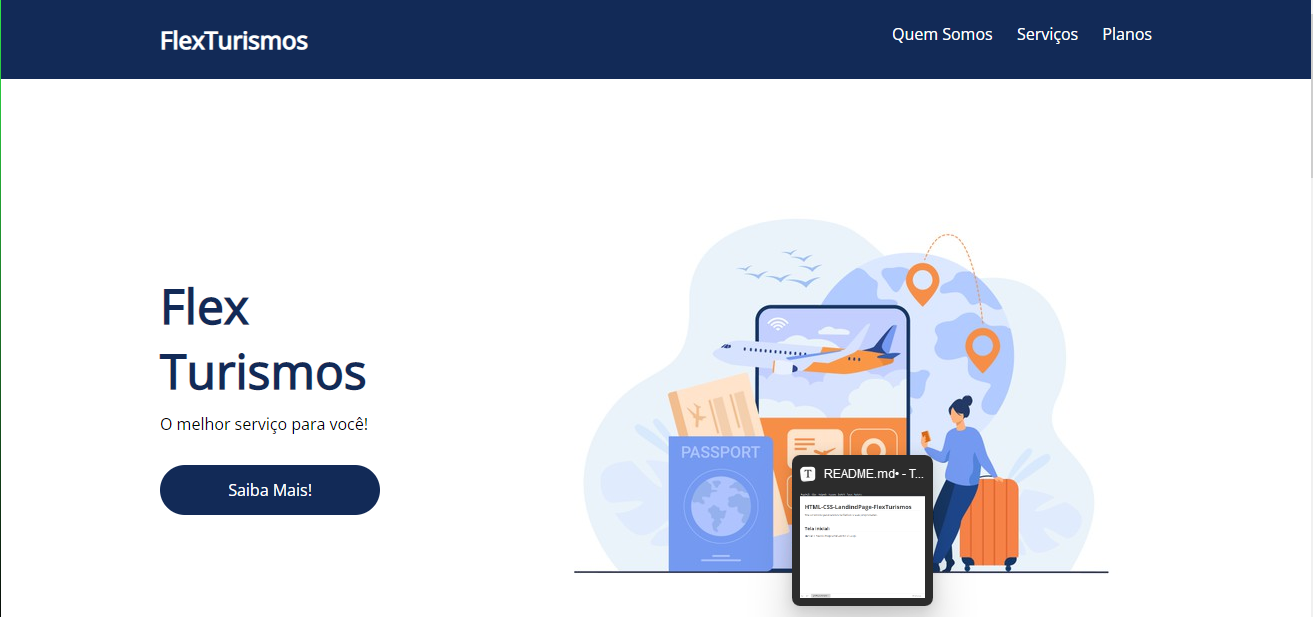 FlexTurismos
Quem Somos Serviços Planos
Flex
Turismos
O melhor serviço para você!
Saiba Mais!
PASSPORT
README.md• - T...
HTML-CSS-LandindPage-FlexTurismos
Tela Inicial: